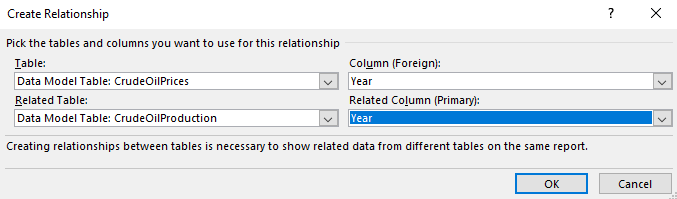 Create Relationship
? ×
Pick the tables and columns you want to use for this relationship
Table: Column (Foreign):
Data Model Table: CrudeOilPrices Year
Related Table: Related Column (Primary):
Data Model Table: CrudeOilProduction Year
Creating relationships between tables is necessary to show related data from different tables on the same report.
OK Cancel